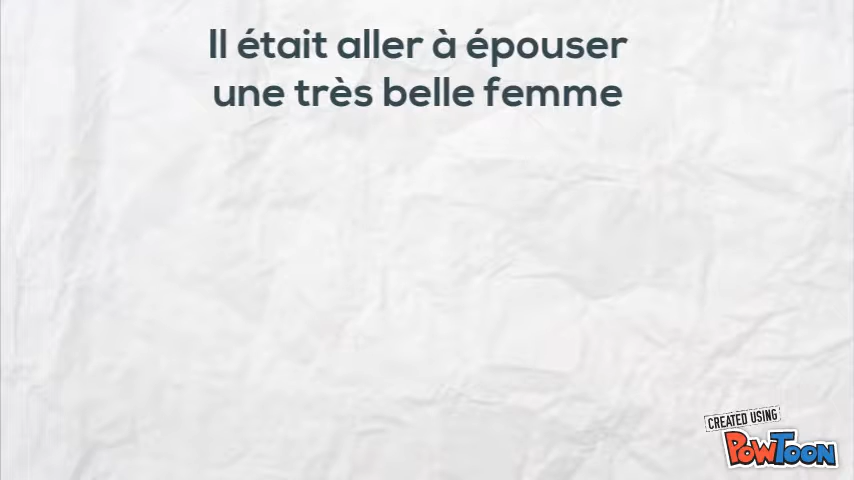 Il était aller à épouser
une très belle femme
CREATED USING
POWTOON